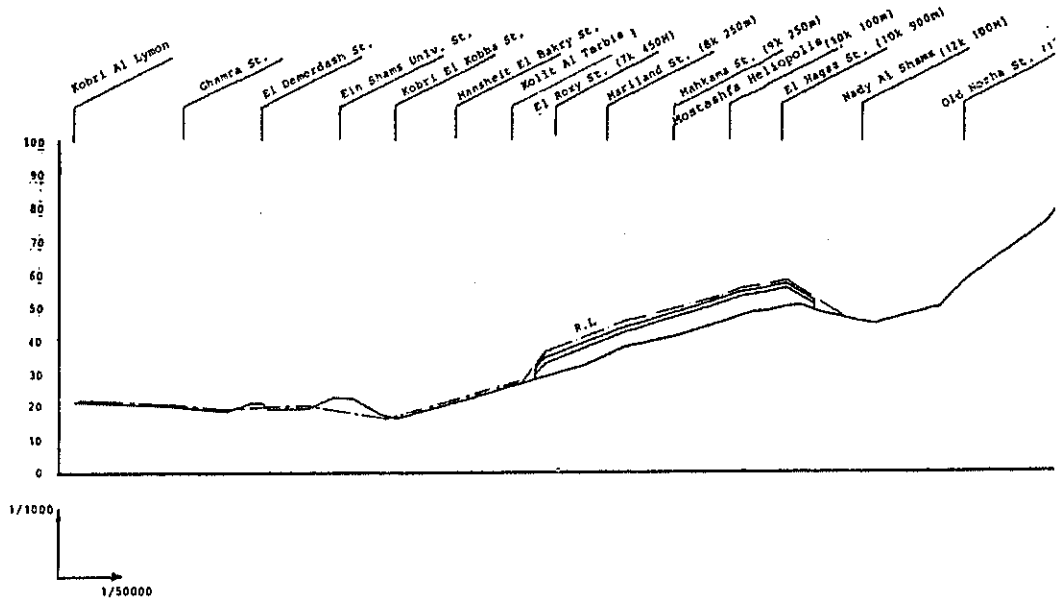 Kobri Al Lymon
Ghamra St.
El Demerdash St.
Ein Shams Univ. St.
Kobri El Kobba St.
Mansheit El Bakry St.
Kolit Al Tarbia
El Roxy St. (7k 450M)
Mariland St. (8k 250m)
Mahkama St. (9k 250m)
Mostashfa Heliopolis (10k 100m)
El Hagaz St. (10k 900m)
Nady Al Shams (12k 100M)
Old Nozha St.
100
90
80
70
60
50
40
30
20
10
0
R.L
1/1000
1/50000